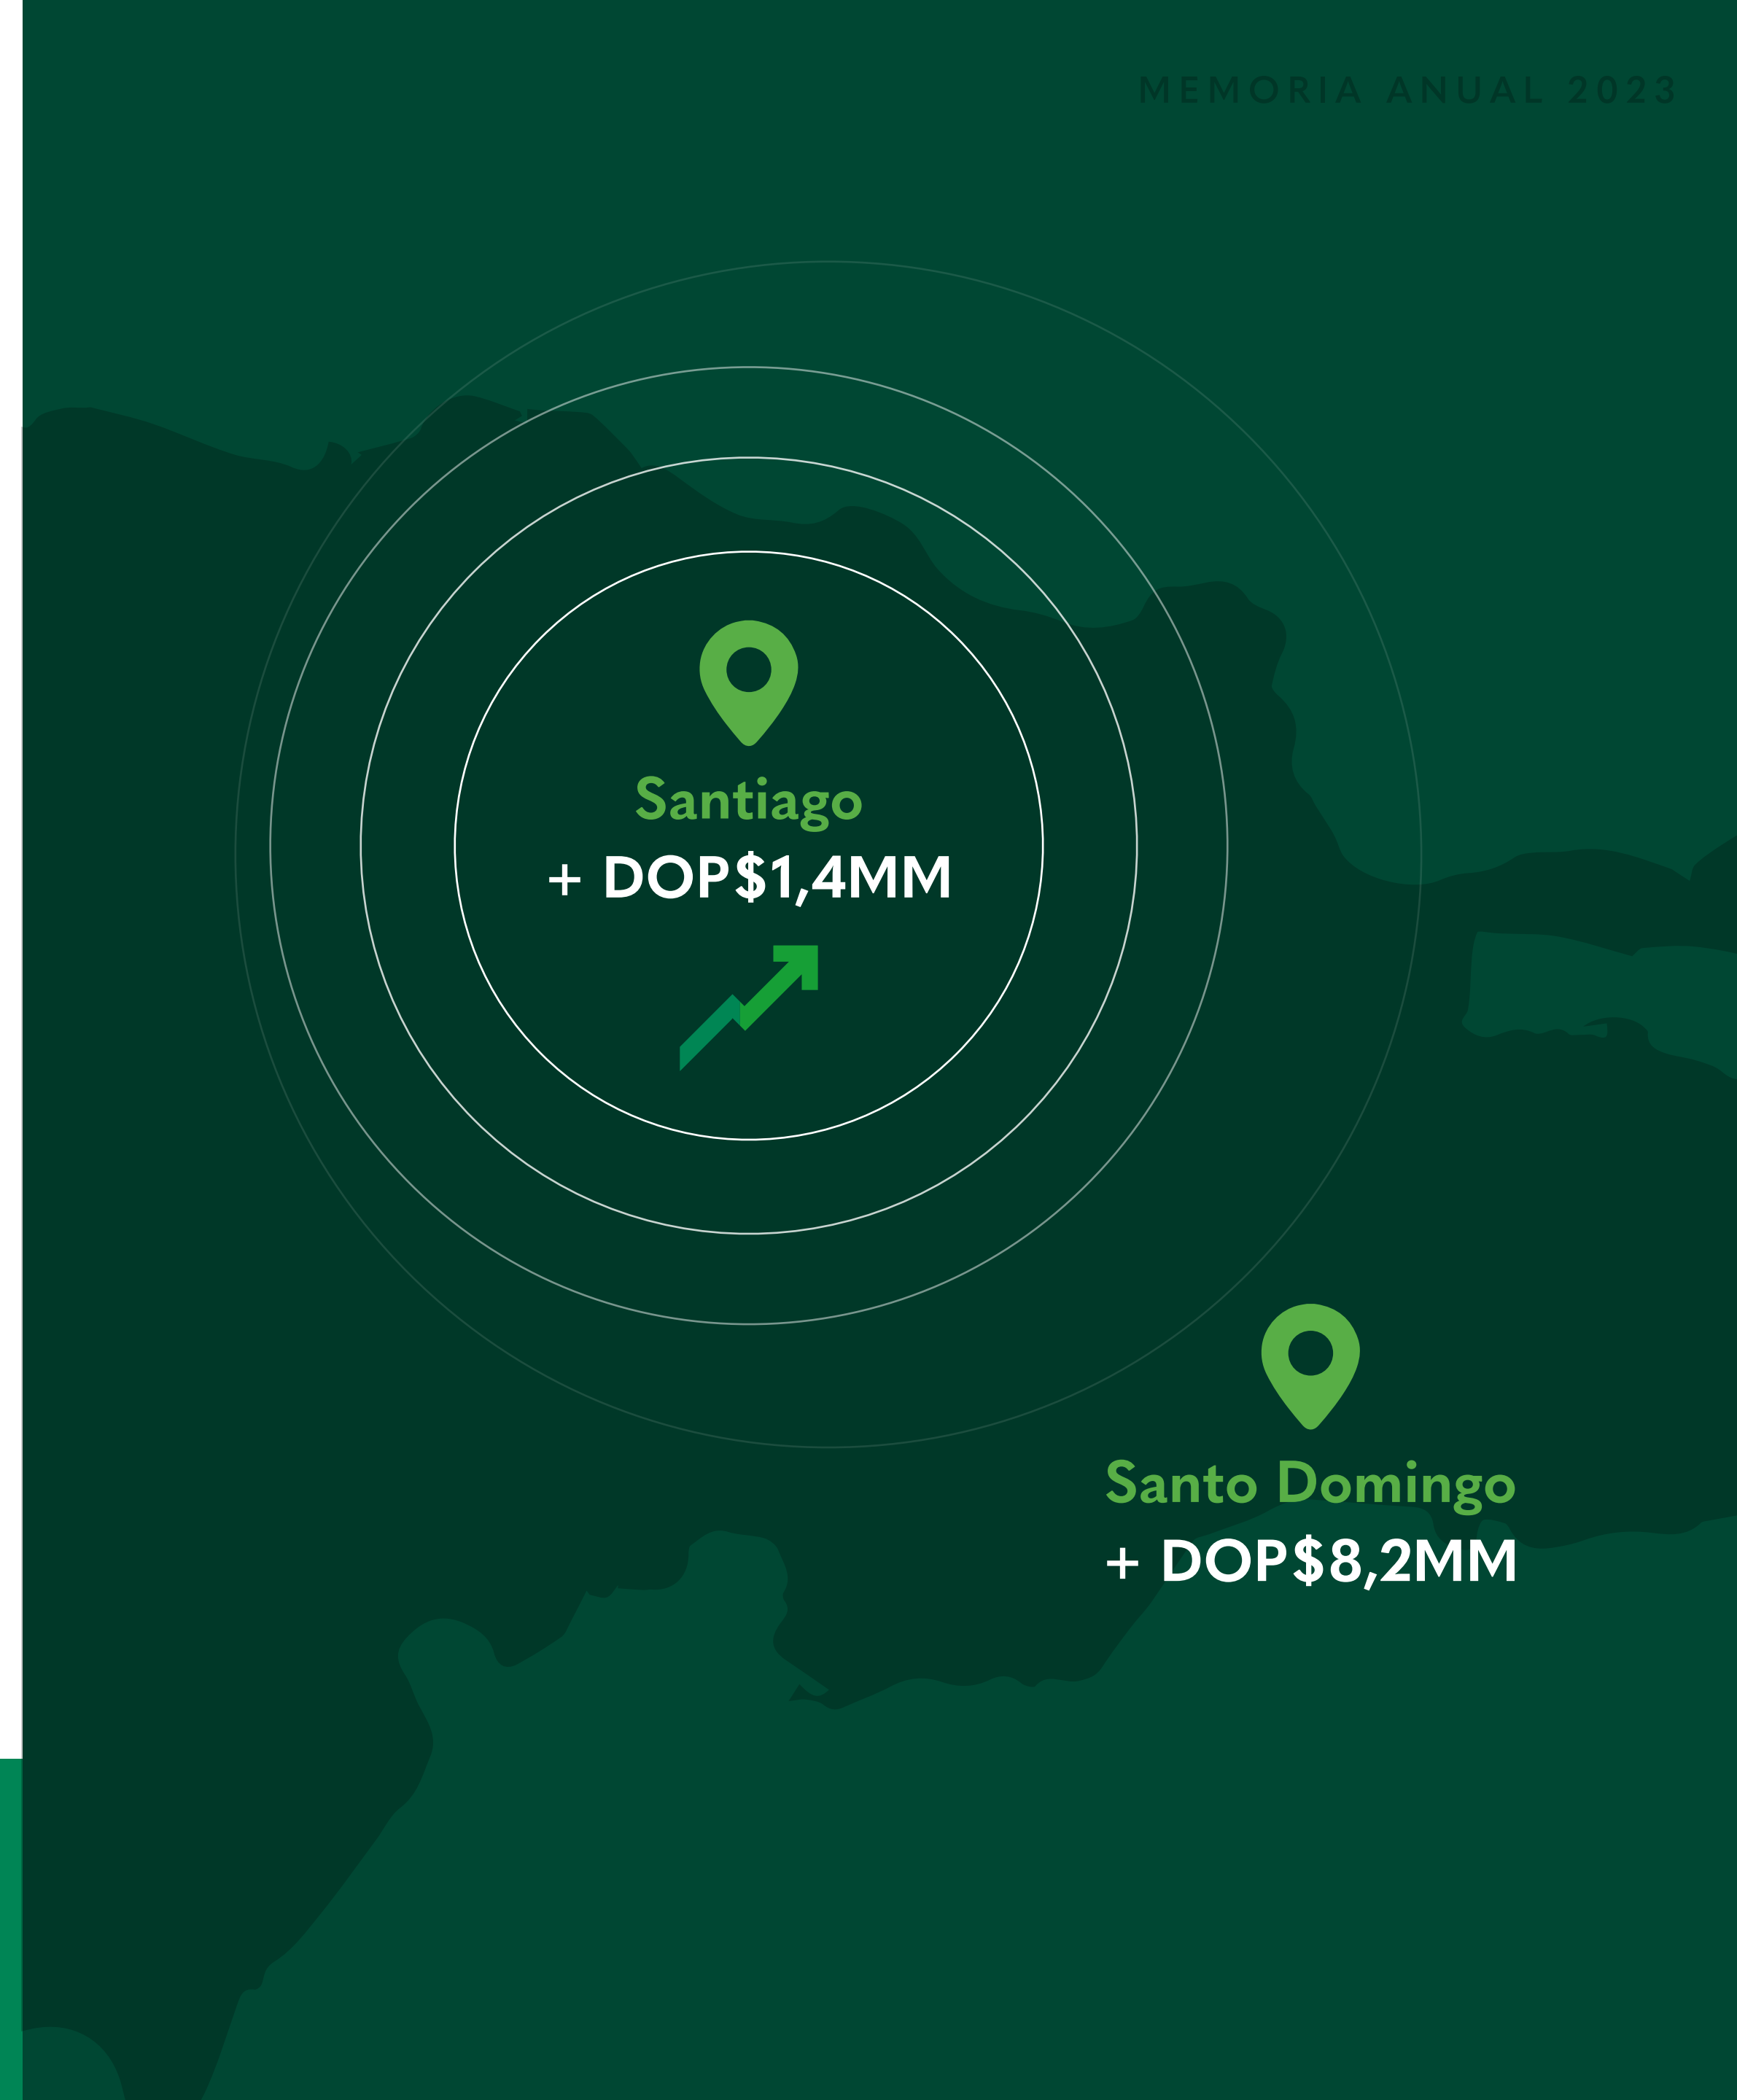 MEMORIA ANUAL 2023
Santiago
+ DOP$1,4MM
Santo Domingo
+ DOP$8,2MM